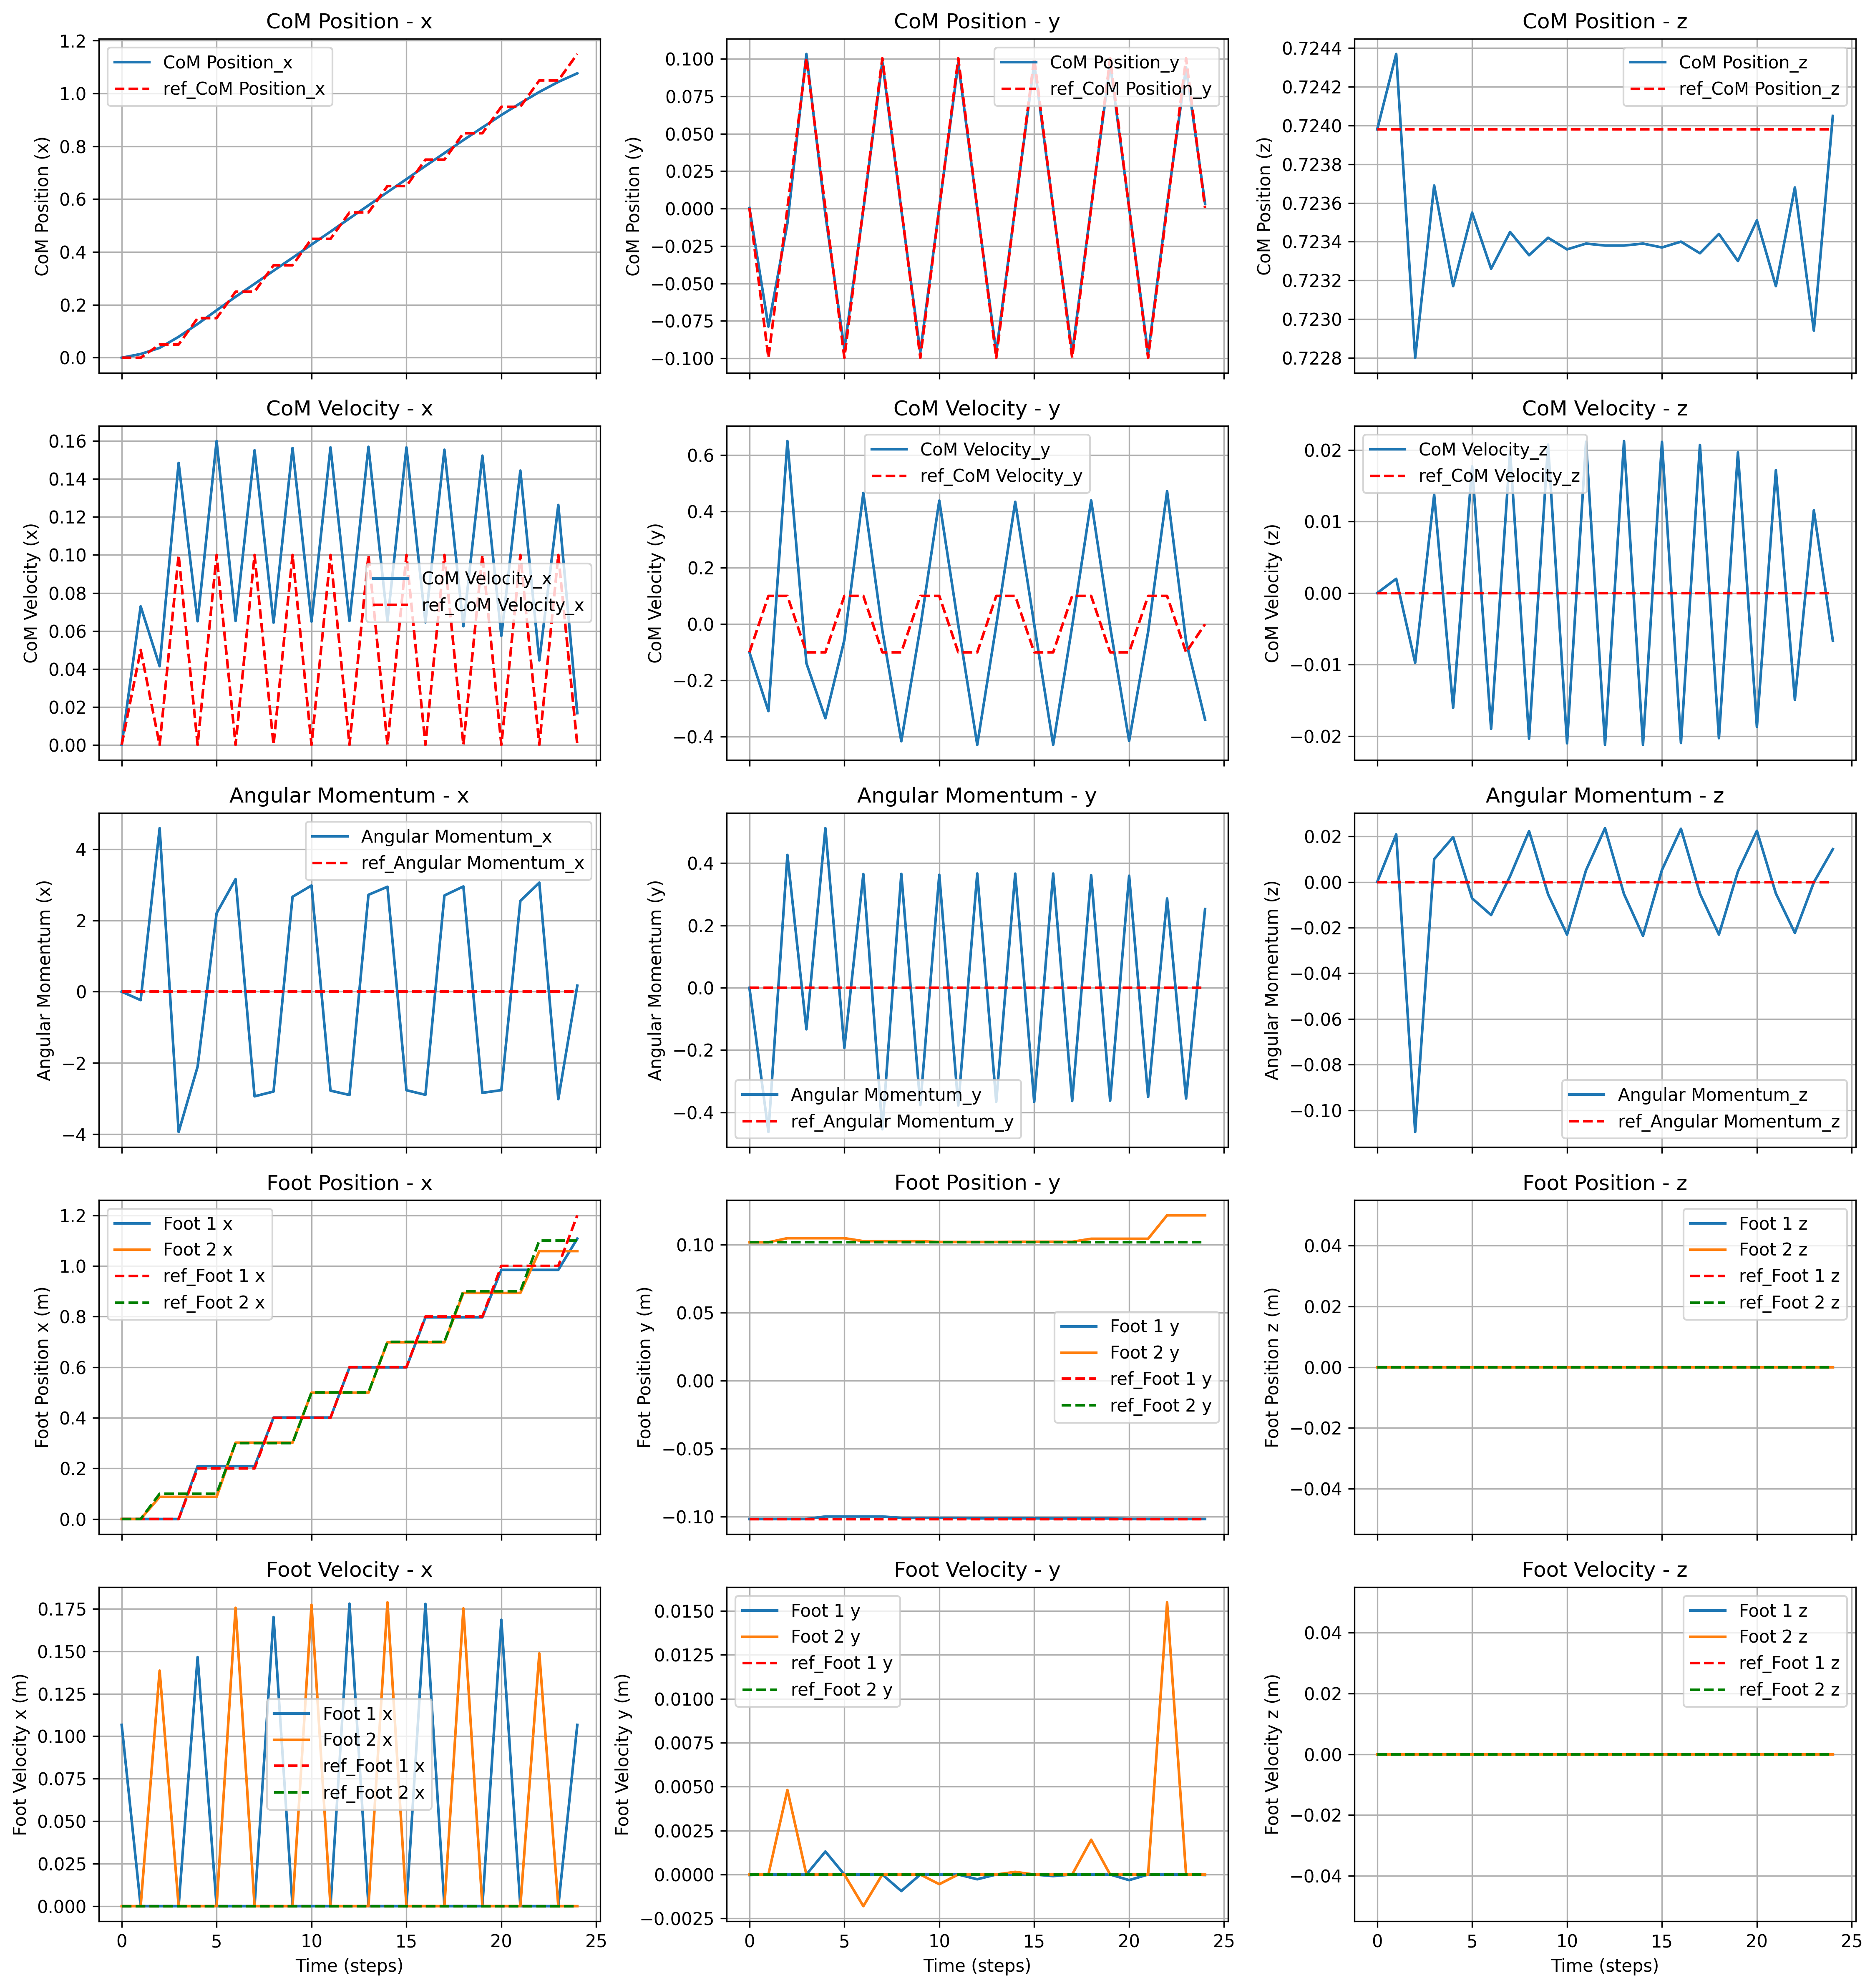 CoM Position - x
CoM Position (x)
1.2
1.0
0.8
0.6
0.4
0.2
0.0
CoM Position_x
ref_CoM Position_x
CoM Position - y
CoM Position (y)
0.100
0.075
0.050
0.025
0.000
−0.025
−0.050
−0.075
−0.100
CoM Position_y
ref_CoM Position_y
CoM Position - z
CoM Position (z)
0.7244
0.7242
0.7240
0.7238
0.7236
0.7234
0.7232
0.7230
0.7228
CoM Position_z
ref_CoM Position_z
CoM Velocity - x
CoM Velocity (x)
0.16
0.14
0.12
0.10
0.08
0.06
0.04
0.02
0.00
CoM Velocity_x
ref_CoM Velocity_x
CoM Velocity - y
CoM Velocity (y)
0.6
0.4
0.2
0.0
−0.2
−0.4
CoM Velocity_y
ref_CoM Velocity_y
CoM Velocity - z
CoM Velocity (z)
0.02
0.01
0.00
−0.01
−0.02
CoM Velocity_z
ref_CoM Velocity_z
Angular Momentum - x
Angular Momentum (x)
4
2
0
−2
−4
Angular Momentum_x
ref_Angular Momentum_x
Angular Momentum - y
Angular Momentum (y)
0.4
0.2
0.0
−0.2
−0.4
Angular Momentum_y
ref_Angular Momentum_y
Angular Momentum - z
Angular Momentum (z)
0.02
0.00
−0.02
−0.04
−0.06
−0.08
−0.10
Angular Momentum_z
ref_Angular Momentum_z
Foot Position - x
Foot Position x (m)
1.2
1.0
0.8
0.6
0.4
0.2
0.0
Foot 1 x
Foot 2 x
ref_Foot 1 x
ref_Foot 2 x
Foot Position - y
Foot Position y (m)
0.10
0.05
0.00
−0.05
−0.10
Foot 1 y
Foot 2 y
ref_Foot 1 y
ref_Foot 2 y
Foot Position - z
Foot Position z (m)
0.04
0.02
0.00
−0.02
−0.04
Foot 1 z
Foot 2 z
ref_Foot 1 z
ref_Foot 2 z
Foot Velocity - x
Foot Velocity x (m)
0.175
0.150
0.125
0.100
0.075
0.050
0.025
0.000
Foot 1 x
Foot 2 x
ref_Foot 1 x
ref_Foot 2 x
0 5 10 15 20 25
Time (steps)
Foot Velocity - y
Foot Velocity y (m)
0.0150
0.0125
0.0100
0.0075
0.0050
0.0025
0.0000
−0.0025
Foot 1 y
Foot 2 y
ref_Foot 1 y
ref_Foot 2 y
0 5 10 15 20 25
Time (steps)
Foot Velocity - z
Foot Velocity z (m)
0.04
0.02
0.00
−0.02
−0.04
Foot 1 z
Foot 2 z
ref_Foot 1 z
ref_Foot 2 z
0 5 10 15 20 25
Time (steps)